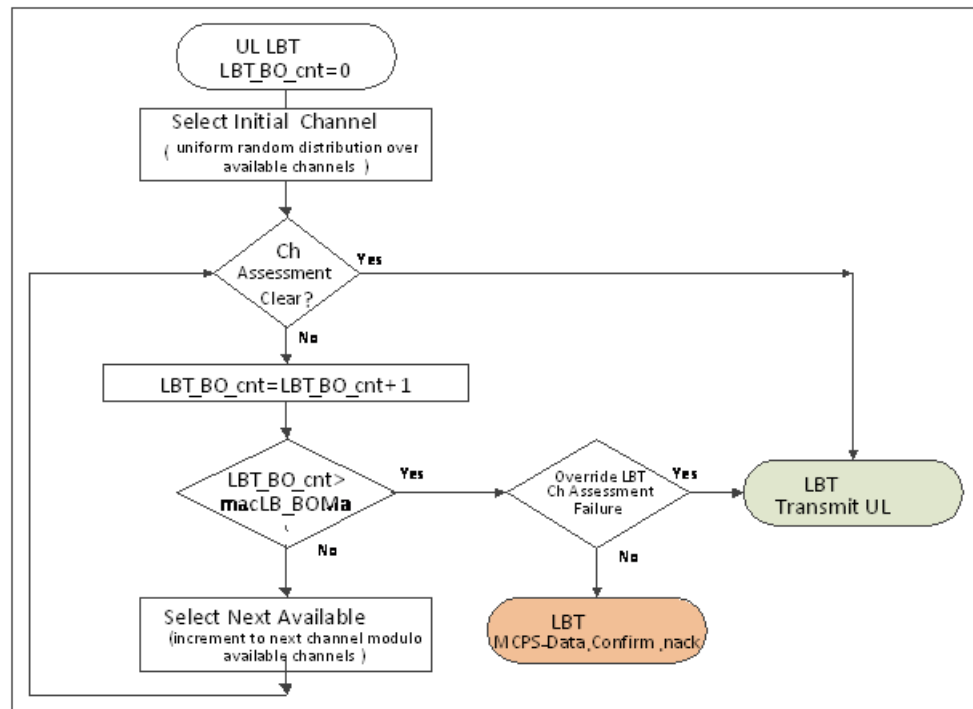 UL LBT
LBT_BO_cnt=0
Select Initial Channel
( uniform random distribution over
available channels )
Ch
Assessment
Clear?
Yes
No
LBT_BO_cnt=LBT_BO_cnt+1
LBT_BO_cnt>
macLB_BOMa
Yes
No
Override LBT
Ch Assessment
Failure
Yes
No
LBT
Transmit UL
Select Next Available
(increment to next channel modulo
available channels )
LBT
MCPS-Data,Confirm ,nack